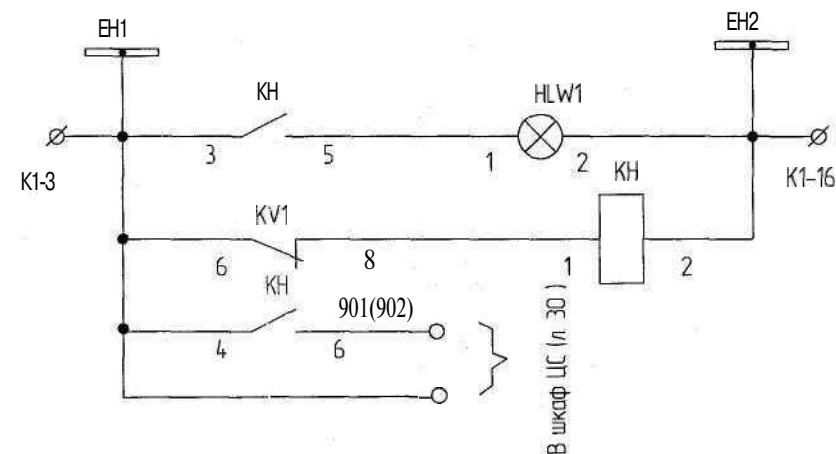 EH1
EH2
KH
HLW1
3
5
1
2
K1-3
K1-16
KH
KV1
6
8
1
2
KH
901(902)
4
6
В шкаф ЦС (л. 30)